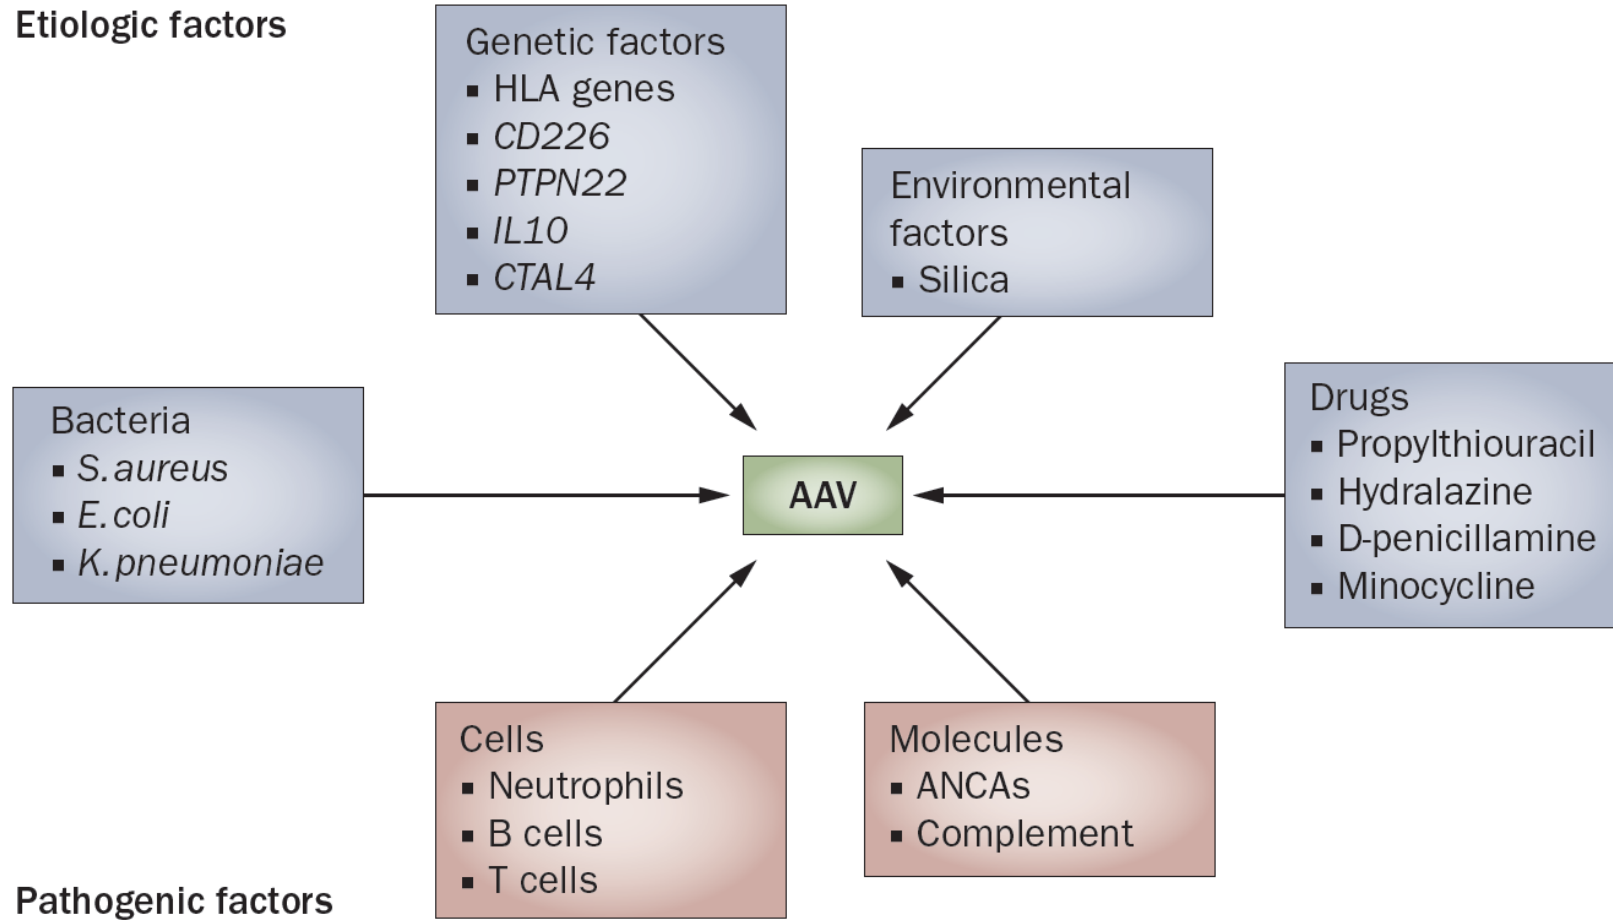 Etiologic factors
Genetic factors
▪ HLA genes
▪ CD226
▪ PTPN22
▪ IL10
▪ CTAL4
Environmental
factors
▪ Silica
Bacteria
▪ S. aureus
▪ E. coli
▪ K. pneumoniae
AAV
Drugs
▪ Propylthiouracil
▪ Hydralazine
▪ D-penicillamine
▪ Minocycline
Cells
▪ Neutrophils
▪ B cells
▪ T cells
Molecules
▪ ANCAs
▪ Complement
Pathogenic factors